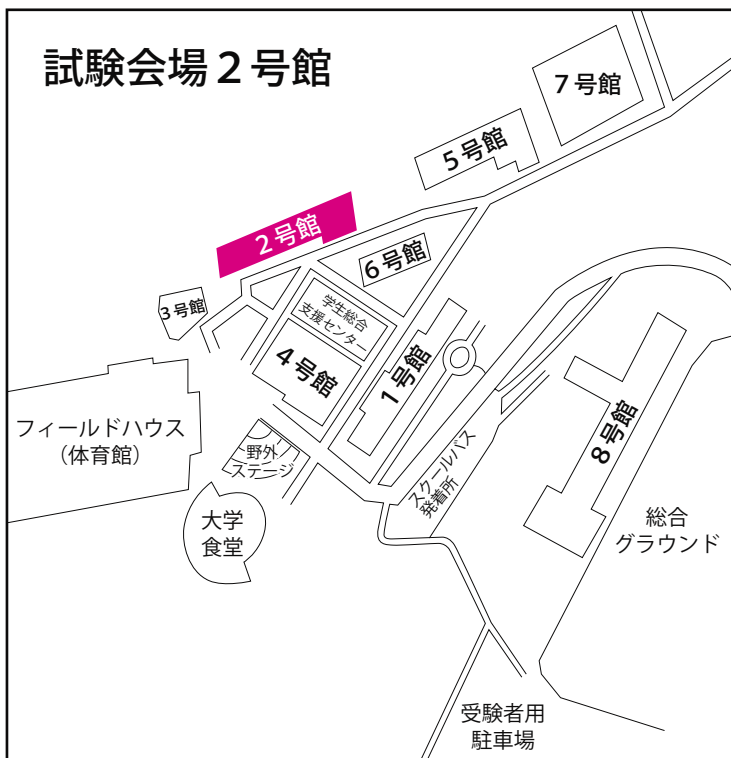 試験会場２号館
７号館
５号館
２号館
６号館
３号館
学生総合
支援センター
４号館
１号館
フィールドハウス
（体育館）
野外
ステージ
スクールバス
発着所
８号館
大学
食堂
総合
グラウンド
受験者用
駐車場